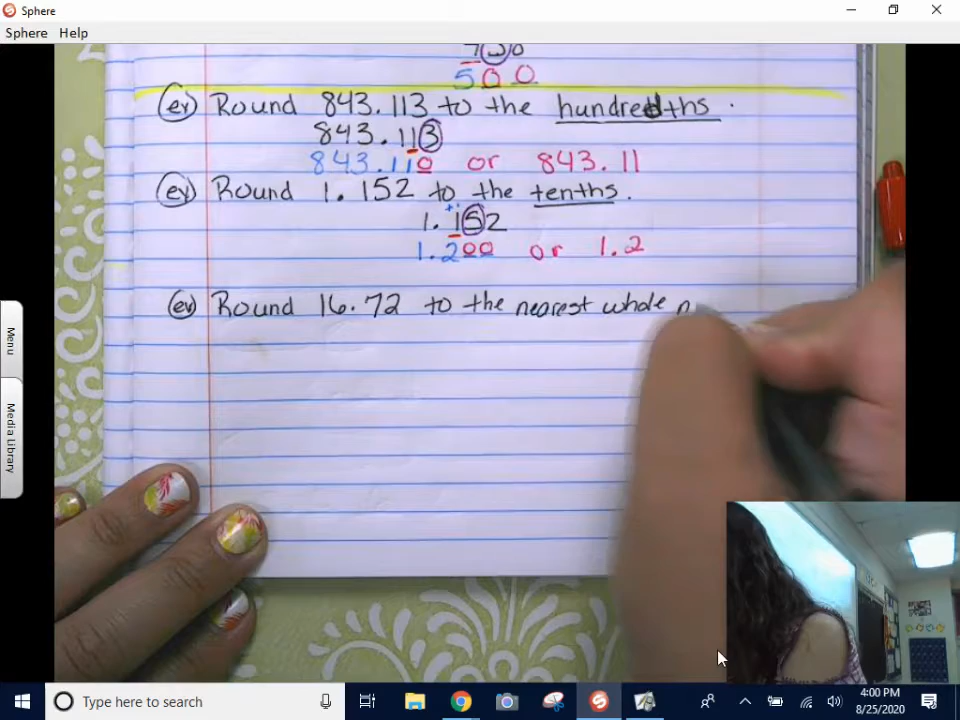 Sphere
Sphere Help
500
ex Round 843.113 to the hundredths.
843.113
843.110 or 843.11
ex Round 1.152 to the tenths.
+1
1.152
1.200 or 1.2
ex Round 16.72 to the nearest whole n
Menu
Media Library
Type here to search
4:00 PM
8/25/2020